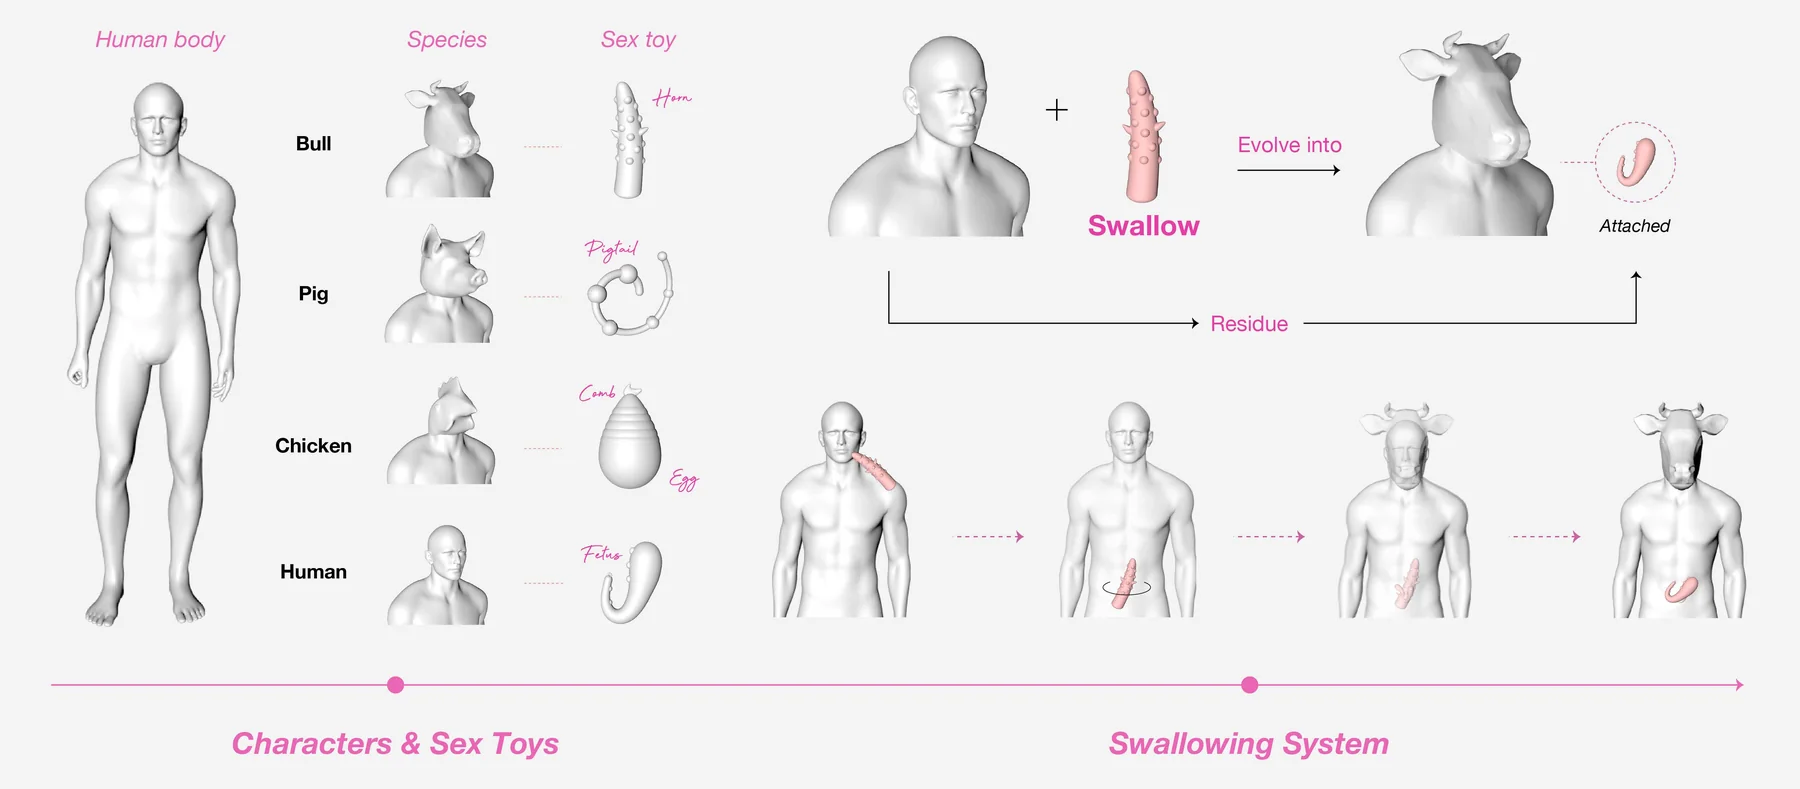 Human body
Species
Sex toy
Bull
Horn
Pig
Pigtail
Chicken
Comb
Egg
Human
Fetus
Swallow
Evolve into
Attached
Residue
Characters & Sex Toys
Swallowing System